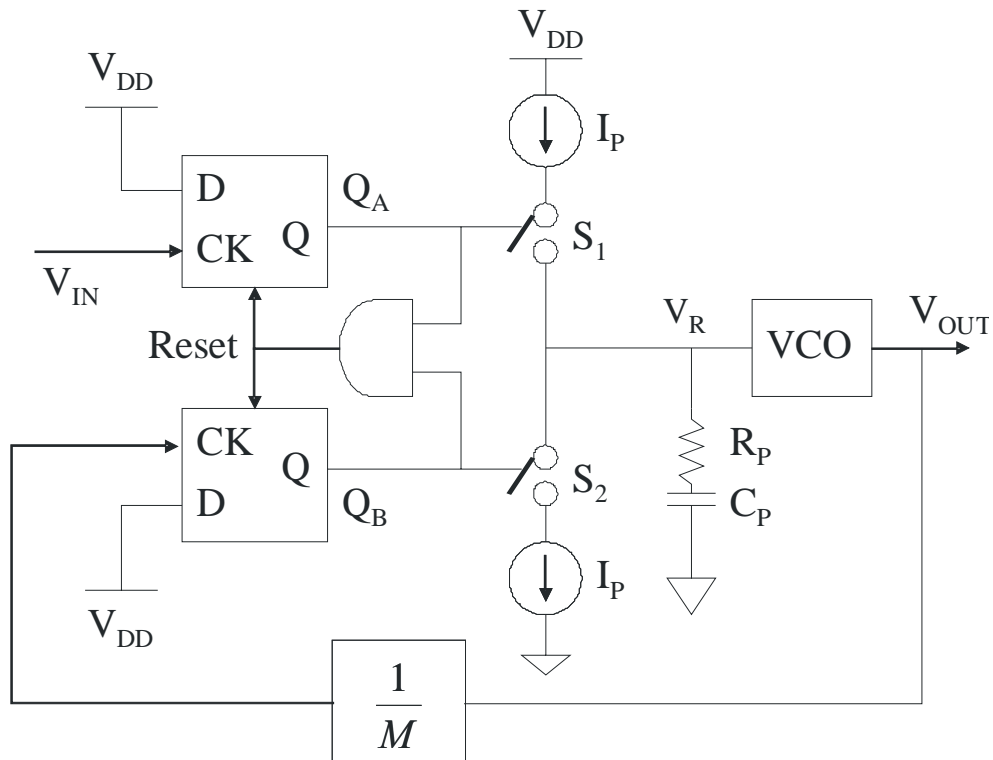 V_DD
V_DD
I_P
D
Q_A
CK
Q
S_1
V_IN
Reset
V_R
VCO
V_OUT
CK
Q
D
Q_B
S_2
R_P
C_P
I_P
V_DD
1
M